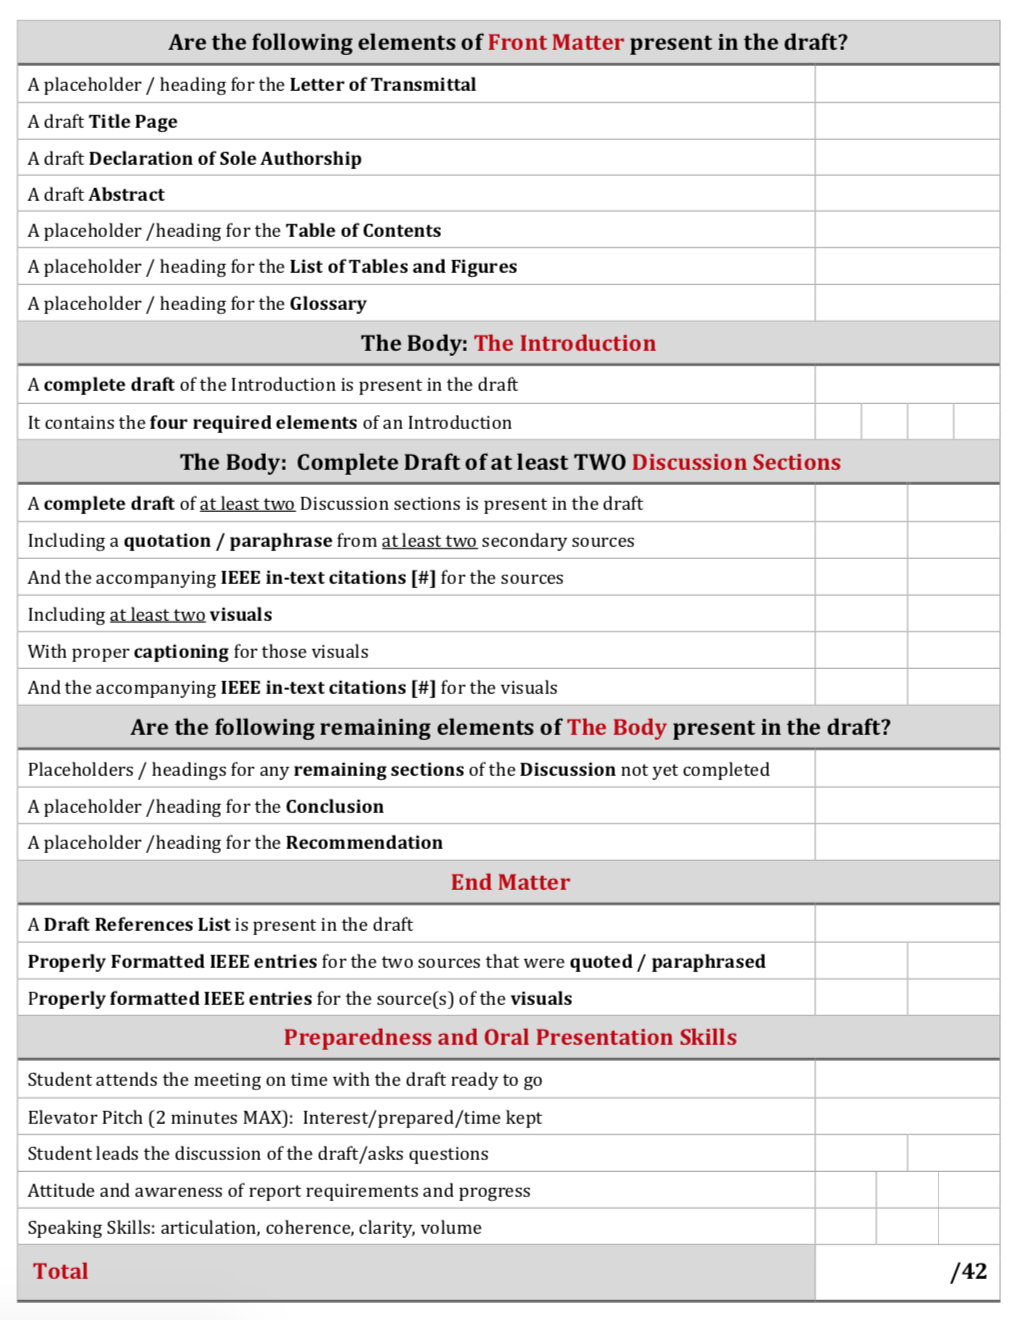 Are the following elements of Front Matter present in the draft?
A placeholder / heading for the Letter of Transmittal
A draft Title Page
A draft Declaration of Sole Authorship
A draft Abstract
A placeholder /heading for the Table of Contents
A placeholder / heading for the List of Tables and Figures
A placeholder / heading for the Glossary
The Body: The Introduction
A complete draft of the Introduction is present in the draft
It contains the four required elements of an Introduction
The Body:  Complete Draft of at least TWO Discussion Sections
A complete draft of at least two Discussion sections is present in the draft
Including a quotation / paraphrase from at least two secondary sources
And the accompanying IEEE in-text citations [#] for the sources
Including at least two visuals
With proper captioning for those visuals
And the accompanying IEEE in-text citations [#] for the visuals
Are the following remaining elements of The Body present in the draft?
Placeholders / headings for any remaining sections of the Discussion not yet completed
A placeholder /heading for the Conclusion
A placeholder /heading for the Recommendation
End Matter
A Draft References List is present in the draft
Properly Formatted IEEE entries for the two sources that were quoted / paraphrased
Properly formatted IEEE entries for the source(s) of the visuals
Preparedness and Oral Presentation Skills
Student attends the meeting on time with the draft ready to go
Elevator Pitch (2 minutes MAX):  Interest/prepared/time kept
Student leads the discussion of the draft/asks questions
Attitude and awareness of report requirements and progress
Speaking Skills: articulation, coherence, clarity, volume
Total /42